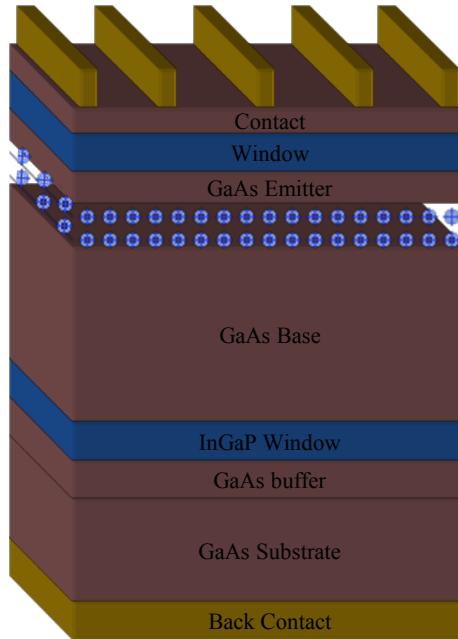 Contact
Window
GaAs Emitter
GaAs Base
InGaP Window
GaAs buffer
GaAs Substrate
Back Contact